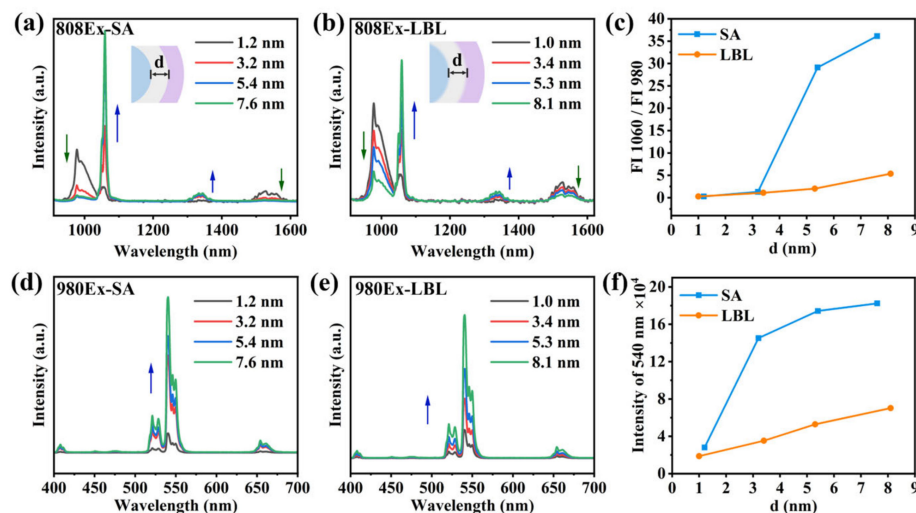 (a)
808Ex-SA
d
1.2 nm
3.2 nm
5.4 nm
7.6 nm
Intensity (a.u.)
910 1120 1260 1400 1600
Wavelength (nm)
(b)
808Ex-LBL
d
1.0 nm
3.4 nm
5.3 nm
8.1 nm
Intensity (a.u.)
910 1120 1260 1400 1600
Wavelength (nm)
(c)
SA
LBL
FI 1060 / FI 980
35
30
25
20
15
10
5
0
0 1 2 3 4 5 6 7 8 9
d (nm)
(d)
980Ex-SA
1.2 nm
3.2 nm
5.4 nm
7.6 nm
Intensity (a.u.)
400 450 500 550 600 650 700
Wavelength (nm)
(e)
980Ex-LBL
1.0 nm
3.4 nm
5.3 nm
8.1 nm
Intensity (a.u.)
400 450 500 550 600 650 700
Wavelength (nm)
(f)
SA
LBL
Intensity of 540 nm ×10⁴
20
16
12
8
4
0
0 1 2 3 4 5 6 7 8 9
d (nm)